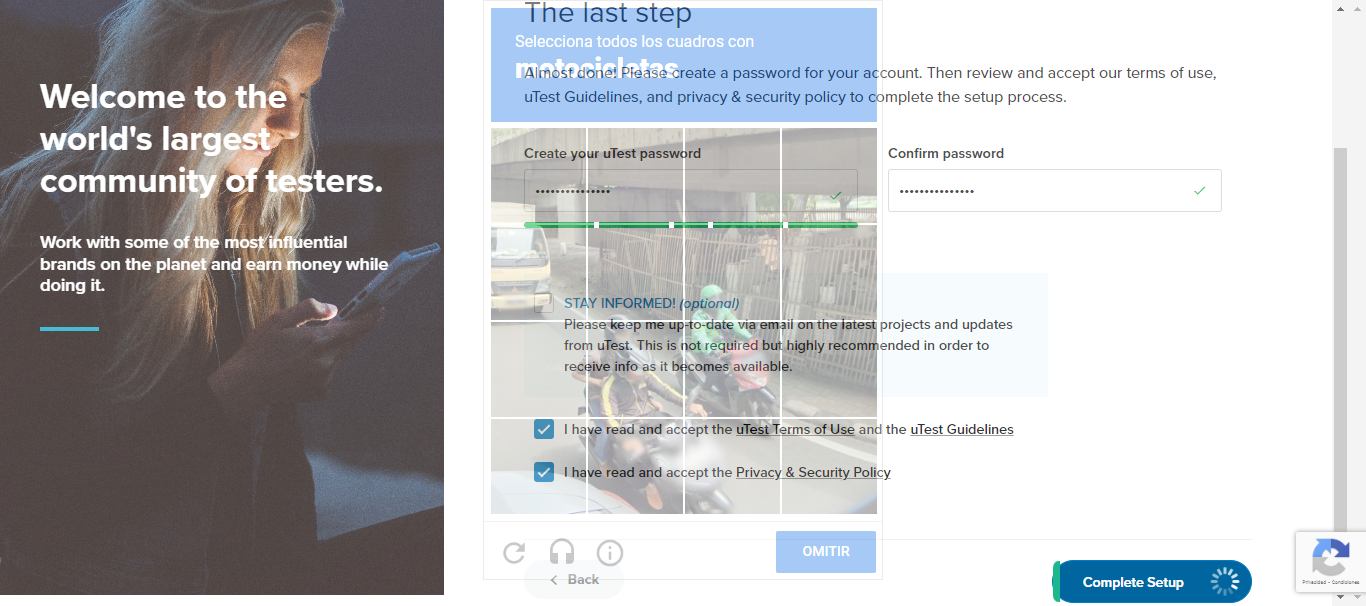 Welcome to the
world's largest
community of testers.
Work with some of the most influential
brands on the planet and earn money while
doing it.
The last step
Selecciona todos los cuadros con
motocicletas
Almost done! Please create a password for your account. Then review and accept our terms of use,
uTest Guidelines, and privacy & security policy to complete the setup process.
Create your uTest password
Confirm password
STAY INFORMED! (optional)
Please keep me up-to-date via email on the latest projects and updates
from uTest. This is not required but highly recommended in order to
receive info as it becomes available.
I have read and accept the uTest Terms of Use and the uTest Guidelines
I have read and accept the Privacy & Security Policy
OMITIR
Back
Complete Setup
Privacidad - Condiciones